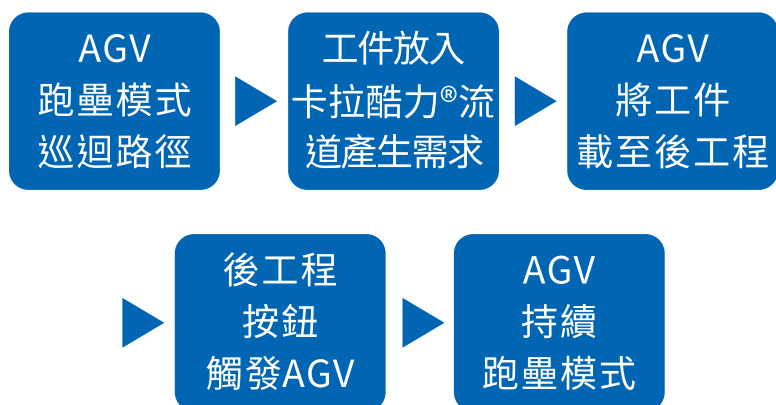 AGV
跑壘模式
巡迴路徑
工件放入
卡拉酷力®流
道產生需求
AGV
將工件
載至後工程
後工程
按鈕
觸發AGV
AGV
持續
跑壘模式